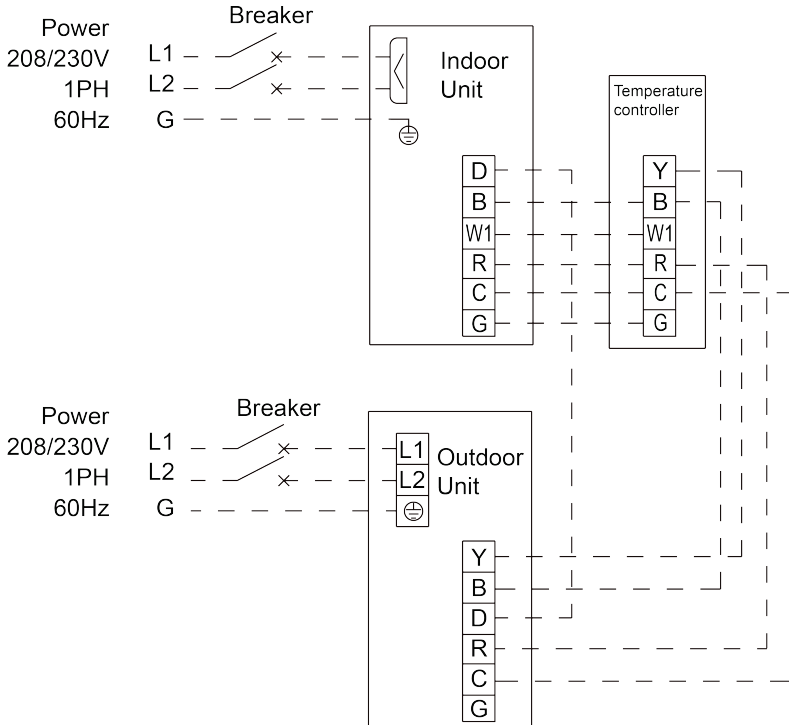 Breaker
Power
208/230V
1PH
60Hz
L1
L2
G
Indoor
Unit
Temperature
controller
D
B
W1
R
C
G
Y
B
W1
R
C
G
Breaker
Power
208/230V
1PH
60Hz
L1
L2
G
L1
L2
Outdoor
Unit
Y
B
D
R
C
G